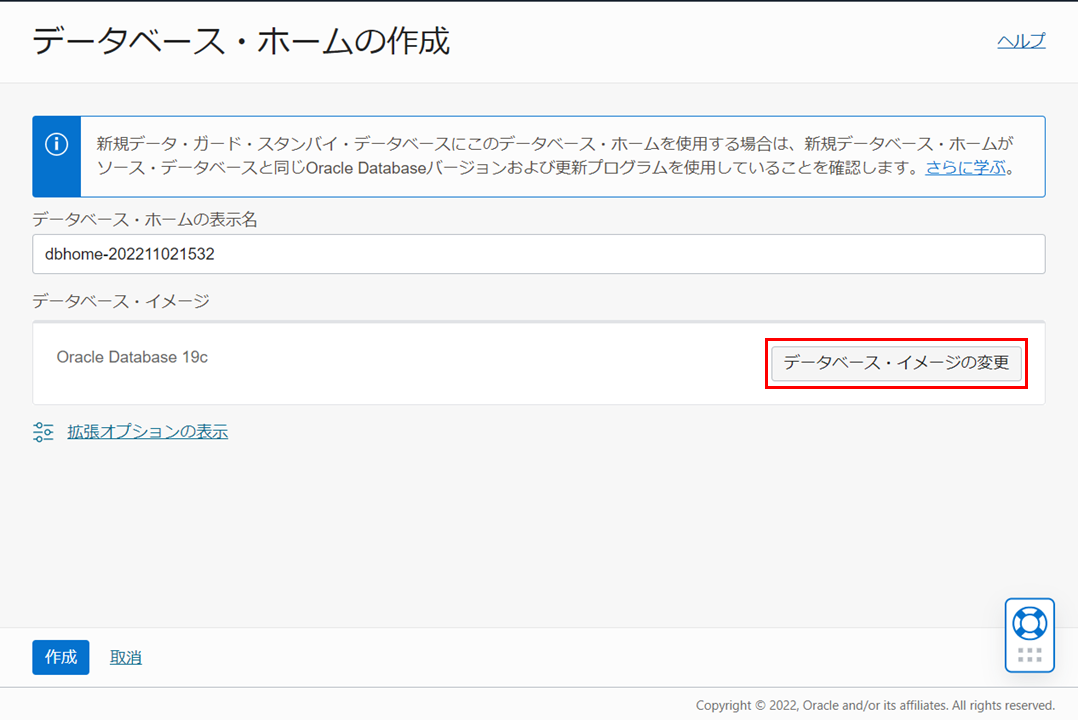 データベース・ホームの作成
ヘルプ
新規データ・ガード・スタンバイ・データベースにこのデータベース・ホームを使用する場合は、新規データベース・ホームが
ソース・データベースと同じOracle Databaseバージョンおよび更新プログラムを使用していることを確認します。さらに学ぶ。
データベース・ホームの表示名
dbhome-202211021532
データベース・イメージ
Oracle Database 19c
データベース・イメージの変更
拡張オプションの表示
作成
取消
Copyright © 2022, Oracle and/or its affiliates. All rights reserved.